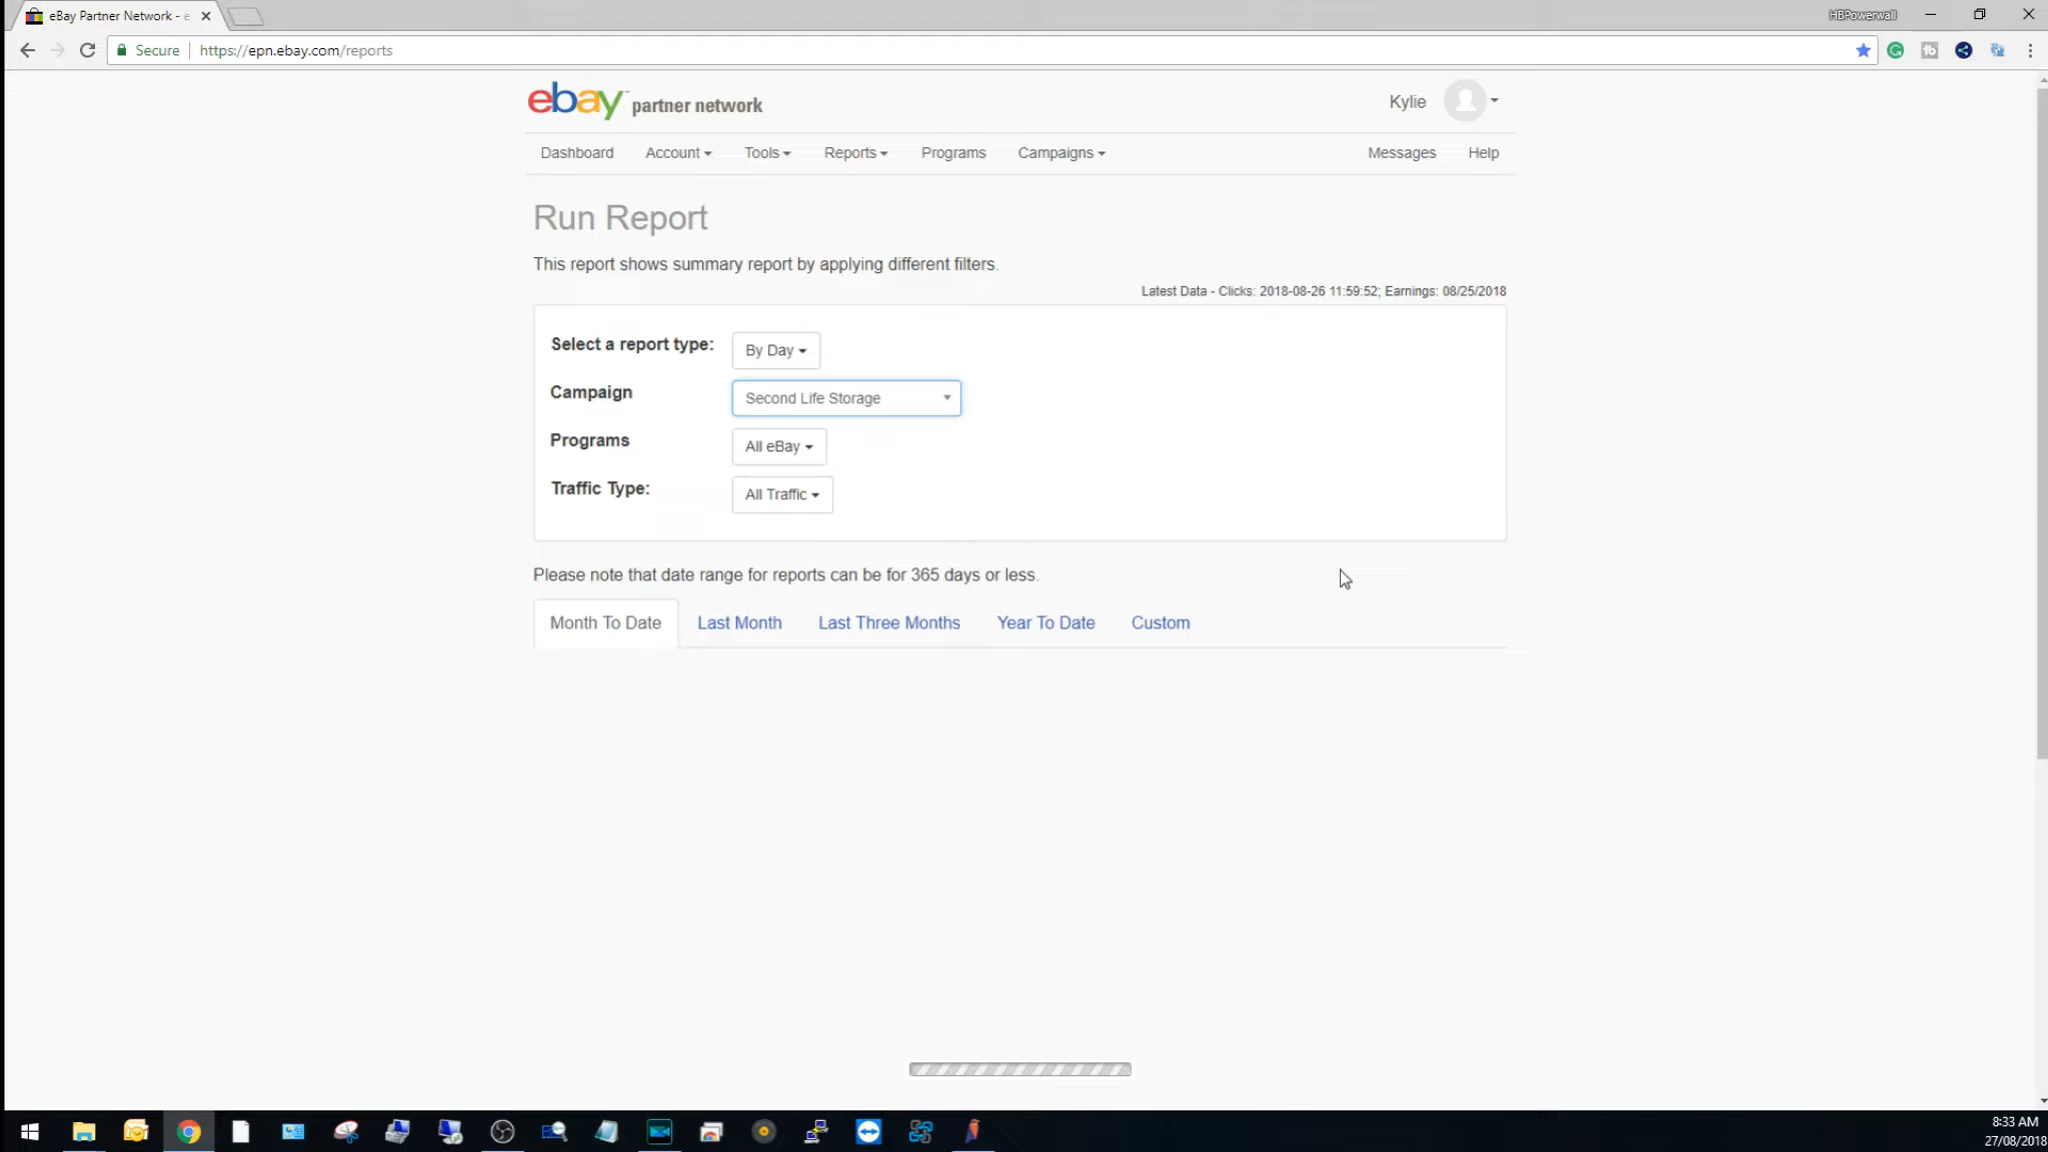 eBay Partner Network - e
HBPowerwall
Secure
https://epn.ebay.com/reports
ebay partner network
Kylie
Dashboard Account Tools Reports Programs Campaigns Messages Help
Run Report
This report shows summary report by applying different filters.
Latest Data - Clicks: 2018-08-26 11:59:52; Earnings: 08/25/2018
Select a report type: By Day
Campaign Second Life Storage
Programs All eBay
Traffic Type: All Traffic
Please note that date range for reports can be for 365 days or less.
Month To Date Last Month Last Three Months Year To Date Custom
8:33 AM
27/08/2018